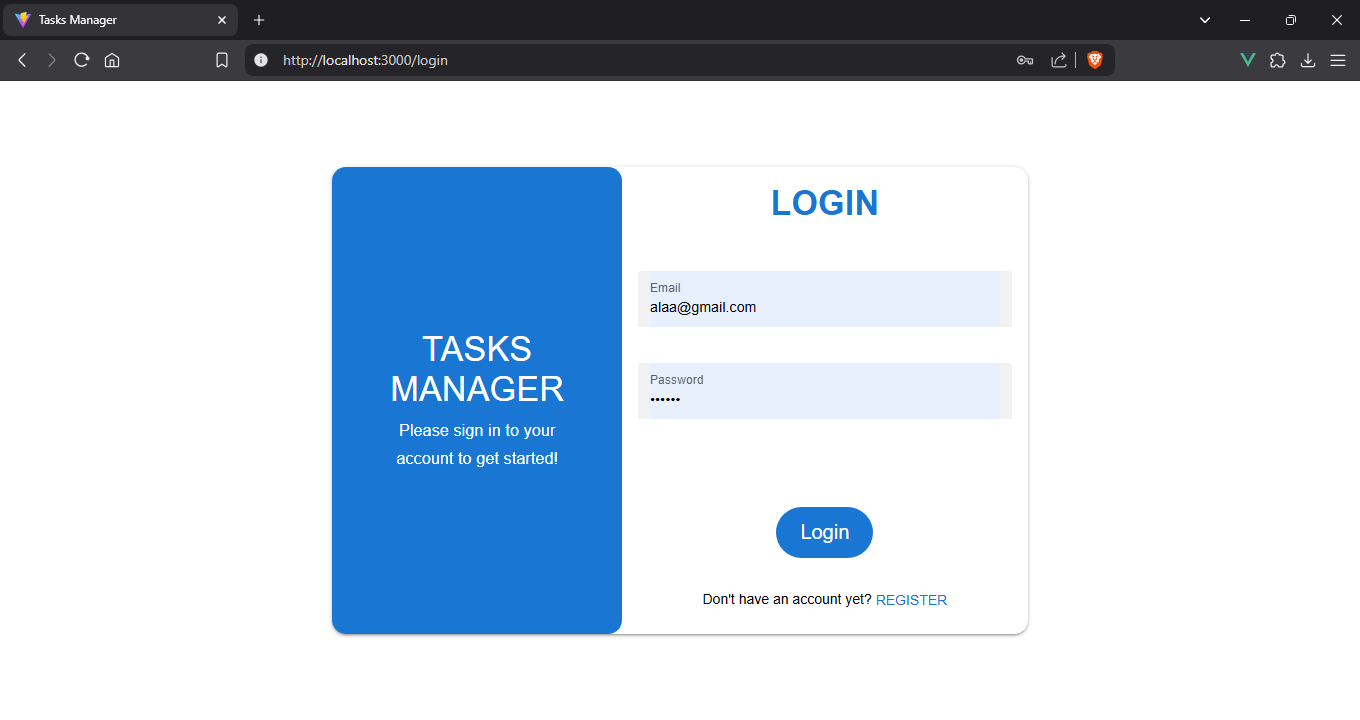 Tasks Manager
http://localhost:3000/login
TASKS
MANAGER
Please sign in to your
account to get started!
LOGIN
Email
alaa@gmail.com
Password
••••••
Login
Don't have an account yet? REGISTER